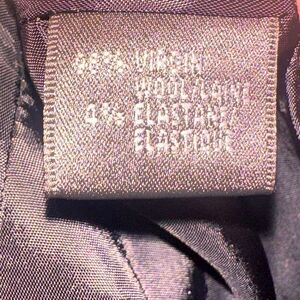 96% VIRGIN
WOOL/LAINE
4% ELASTANE/
ELASTIQUE